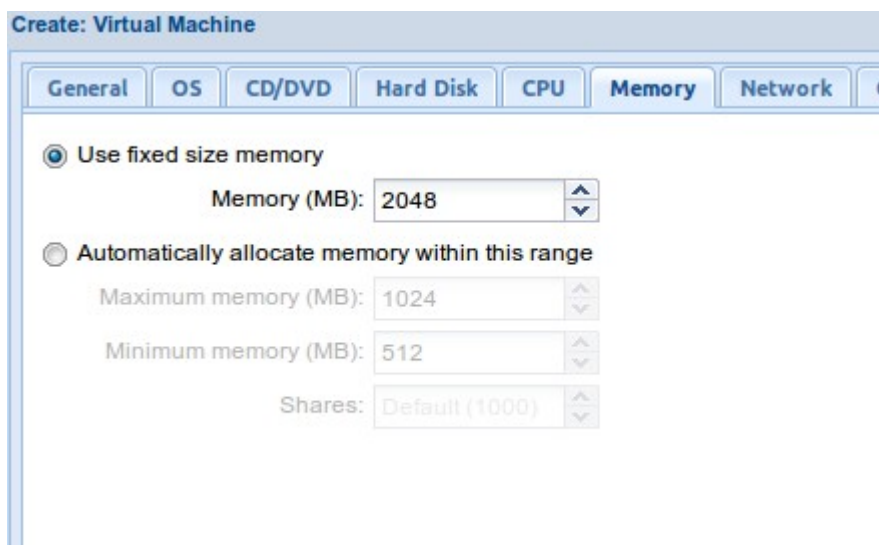 Create: Virtual Machine
General OS CD/DVD Hard Disk CPU Memory Network
Use fixed size memory
Memory (MB): 2048
Automatically allocate memory within this range
Maximum memory (MB): 1024
Minimum memory (MB): 512
Shares: Default (1000)